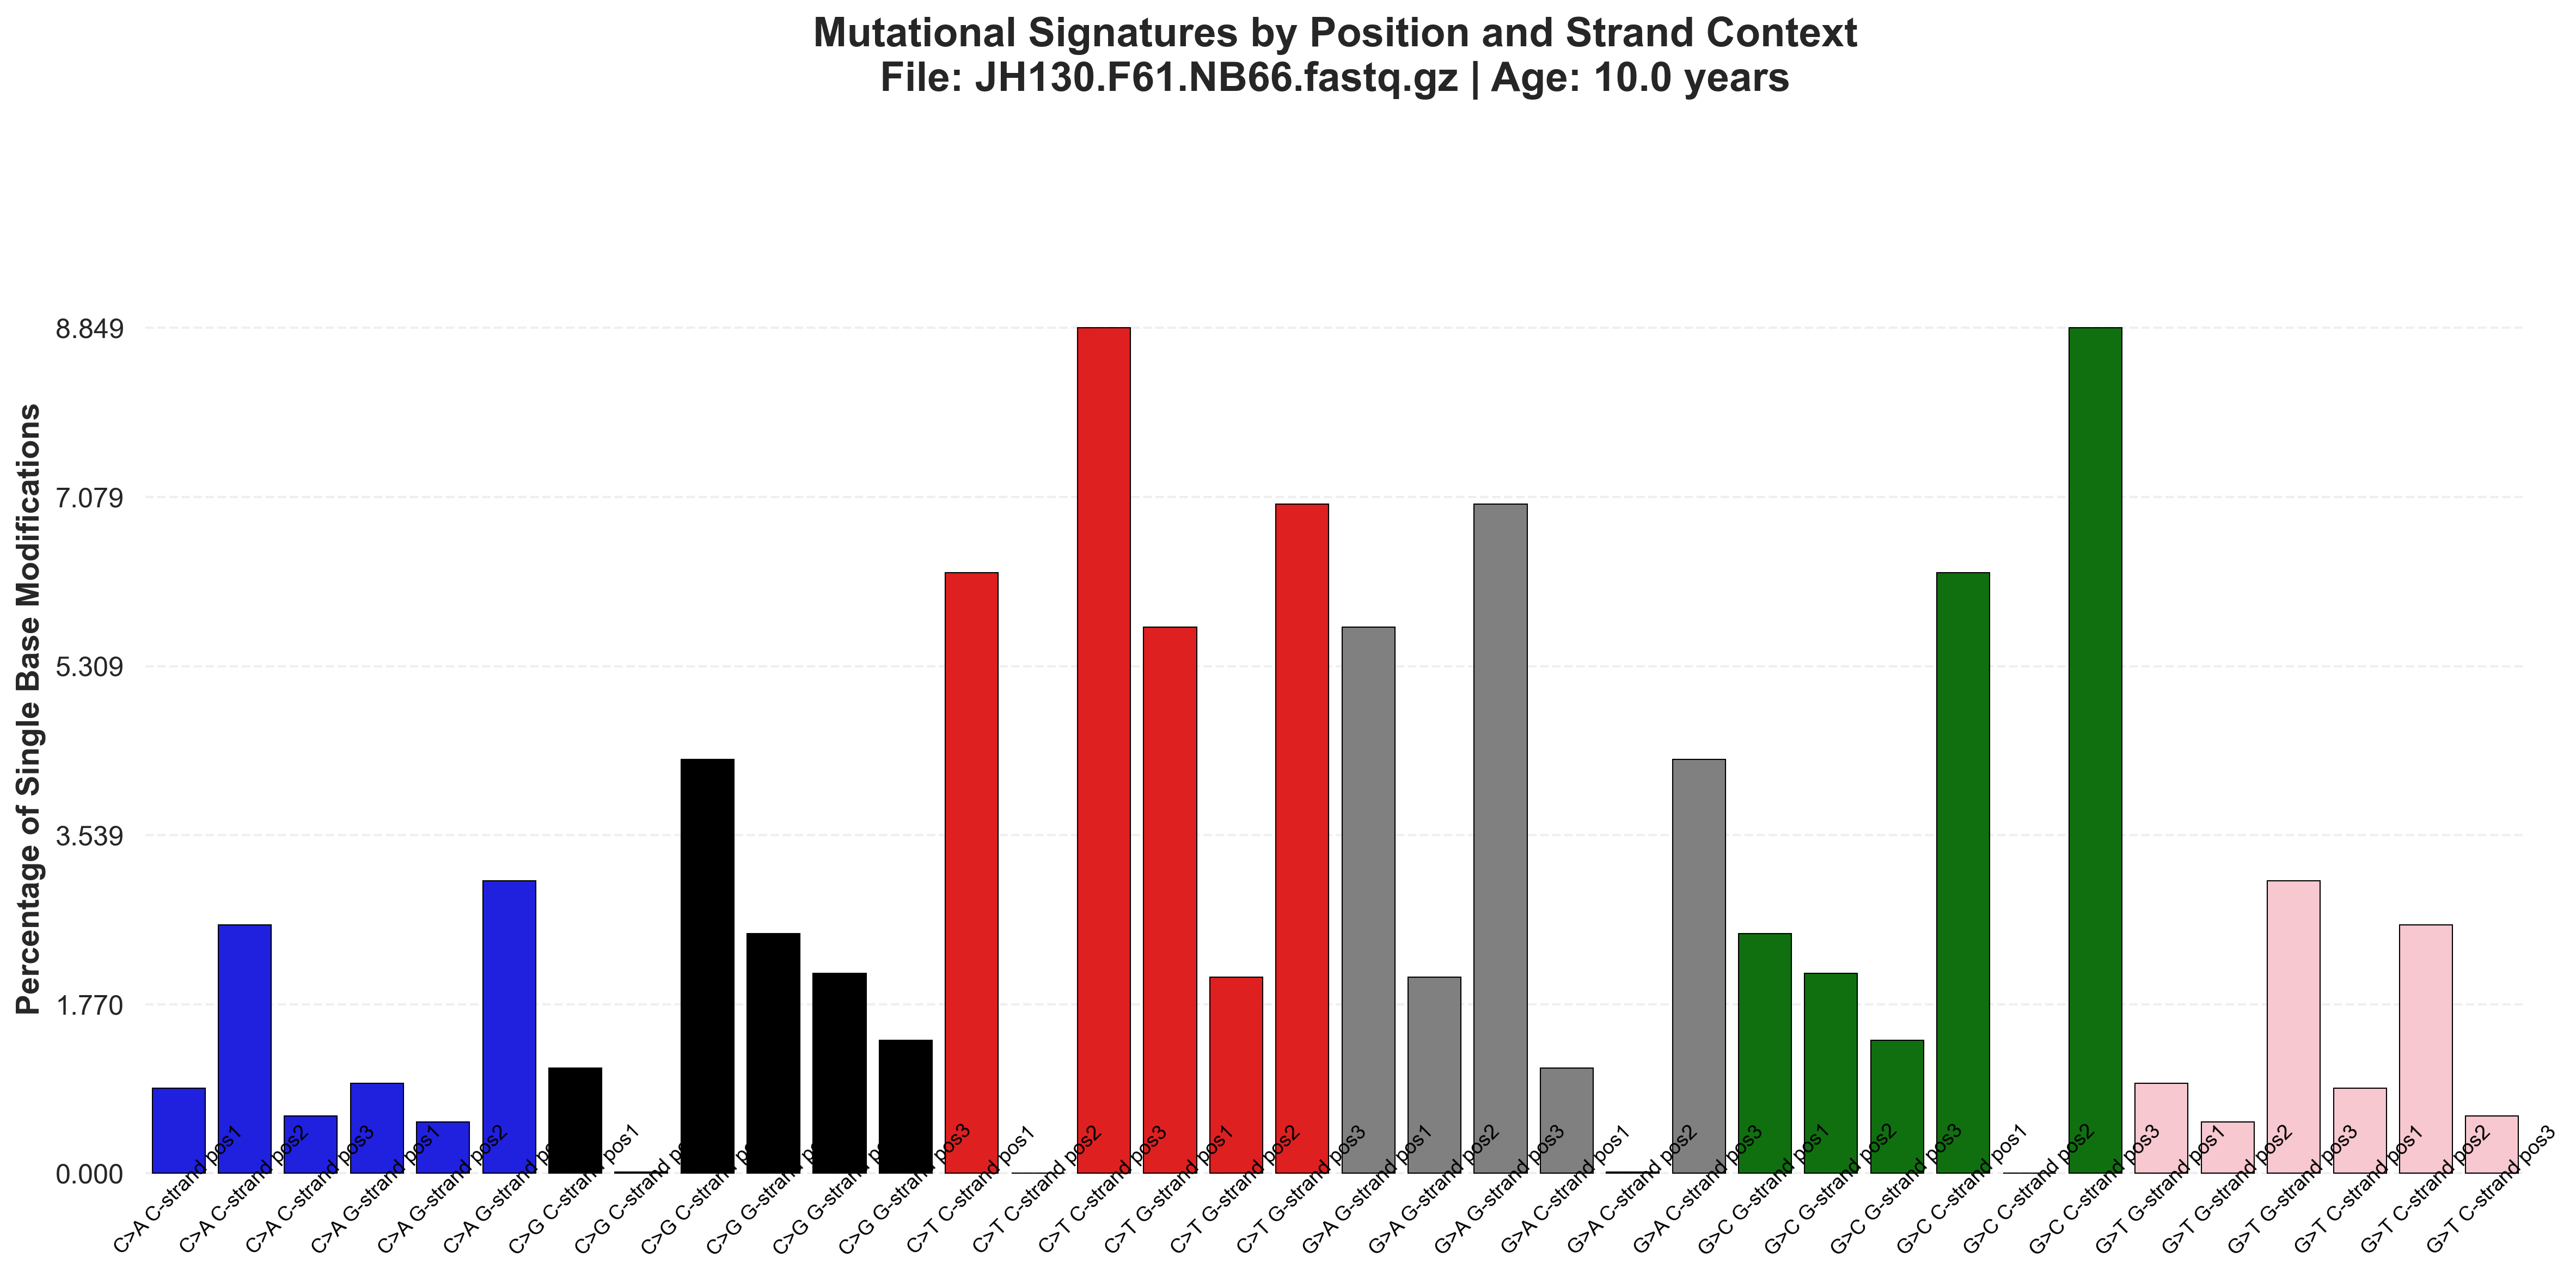 Mutational Signatures by Position and Strand Context
File: JH130.F61.NB66.fastq.gz | Age: 10.0 years
Percentage of Single Base Modifications
8.849
7.079
5.309
3.539
1.770
0.000
C>A C-strand pos1
C>A C-strand pos2
C>A C-strand pos3
C>A G-strand pos1
C>A G-strand pos2
C>A G-strand
C>G C-strand pos1
C>G C-strand
C>G C-strand
C>G G-strand
C>G G-strand
C>G G-strand pos3
C>T C-strand pos1
C>T C-strand pos2
C>T C-strand pos3
C>T G-strand pos1
C>T G-strand pos2
C>T G-strand pos3
G>A G-strand pos1
G>A G-strand pos2
G>A G-strand pos3
G>A C-strand pos1
G>A C-strand pos2
G>A C-strand pos3
G>C G-strand pos1
G>C G-strand pos2
G>C G-strand pos3
G>C C-strand pos1
G>C C-strand pos2
G>C C-strand pos3
G>T G-strand pos1
G>T G-strand pos2
G>T G-strand pos3
G>T C-strand pos1
G>T C-strand pos2
G>T C-strand pos3